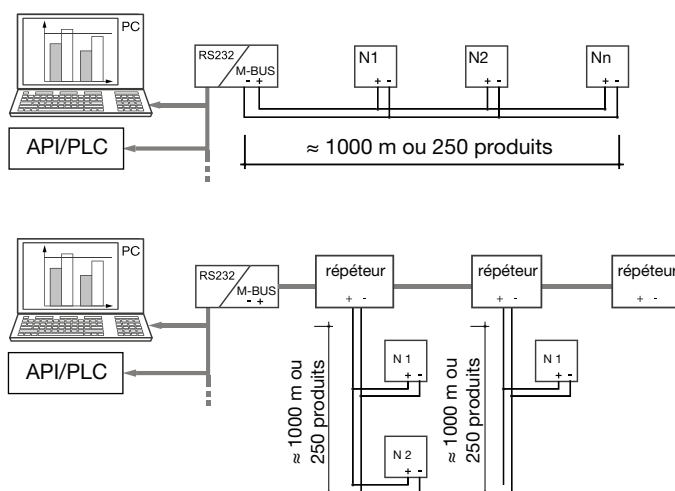 PC
RS232
M-BUS
- +
N1
+ -
N2
+ -
Nn
+ -
API/PLC
≈ 1000 m ou 250 produits
PC
RS232
M-BUS
- +
répéteur
+ -
répéteur
+ -
répéteur
+ -
API/PLC
≈ 1000 m ou
250 produits
N 1
+ -
N 2
+ -
≈ 1000 m ou
250 produits
N 1
+ -